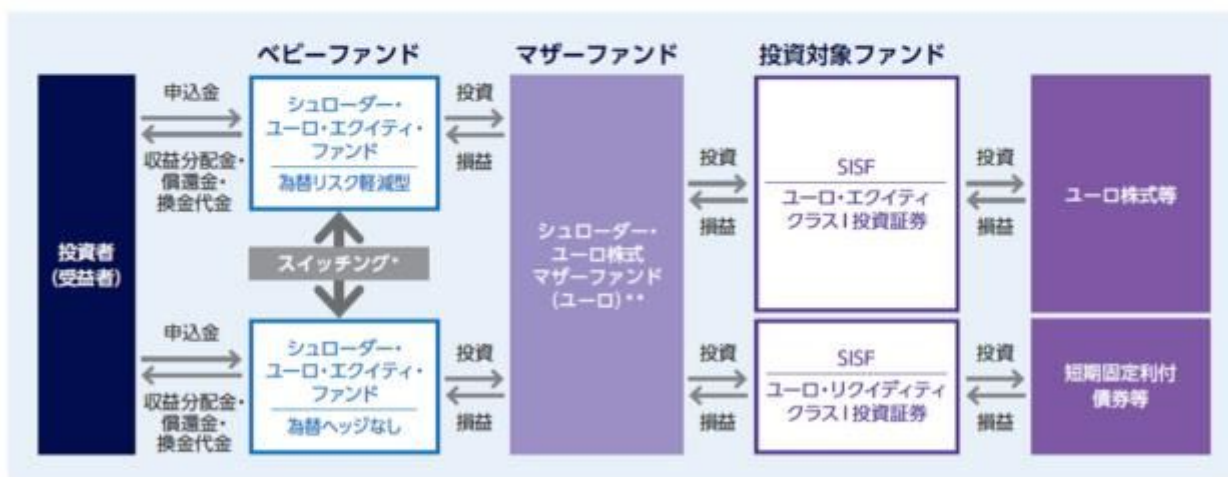 ベビーファンド
マザーファンド
投資対象ファンド
投資者
(受益者)
申込金
収益分配金・
償還金・
換金代金
シュローダー・
ユーロ・エクイティ・
ファンド
為替リスク軽減型
投資
損益
スイッチング*
申込金
収益分配金・
償還金・
換金代金
シュローダー・
ユーロ・エクイティ・
ファンド
為替ヘッジなし
投資
損益
シュローダー・
ユーロ株式
マザーファンド
(ユーロ)**
投資
損益
SISF
ユーロ・エクイティ
クラスI投資証券
投資
損益
ユーロ株式等
投資
損益
SISF
ユーロ・リクイディティ
クラスI投資証券
投資
損益
短期固定利付
債券等